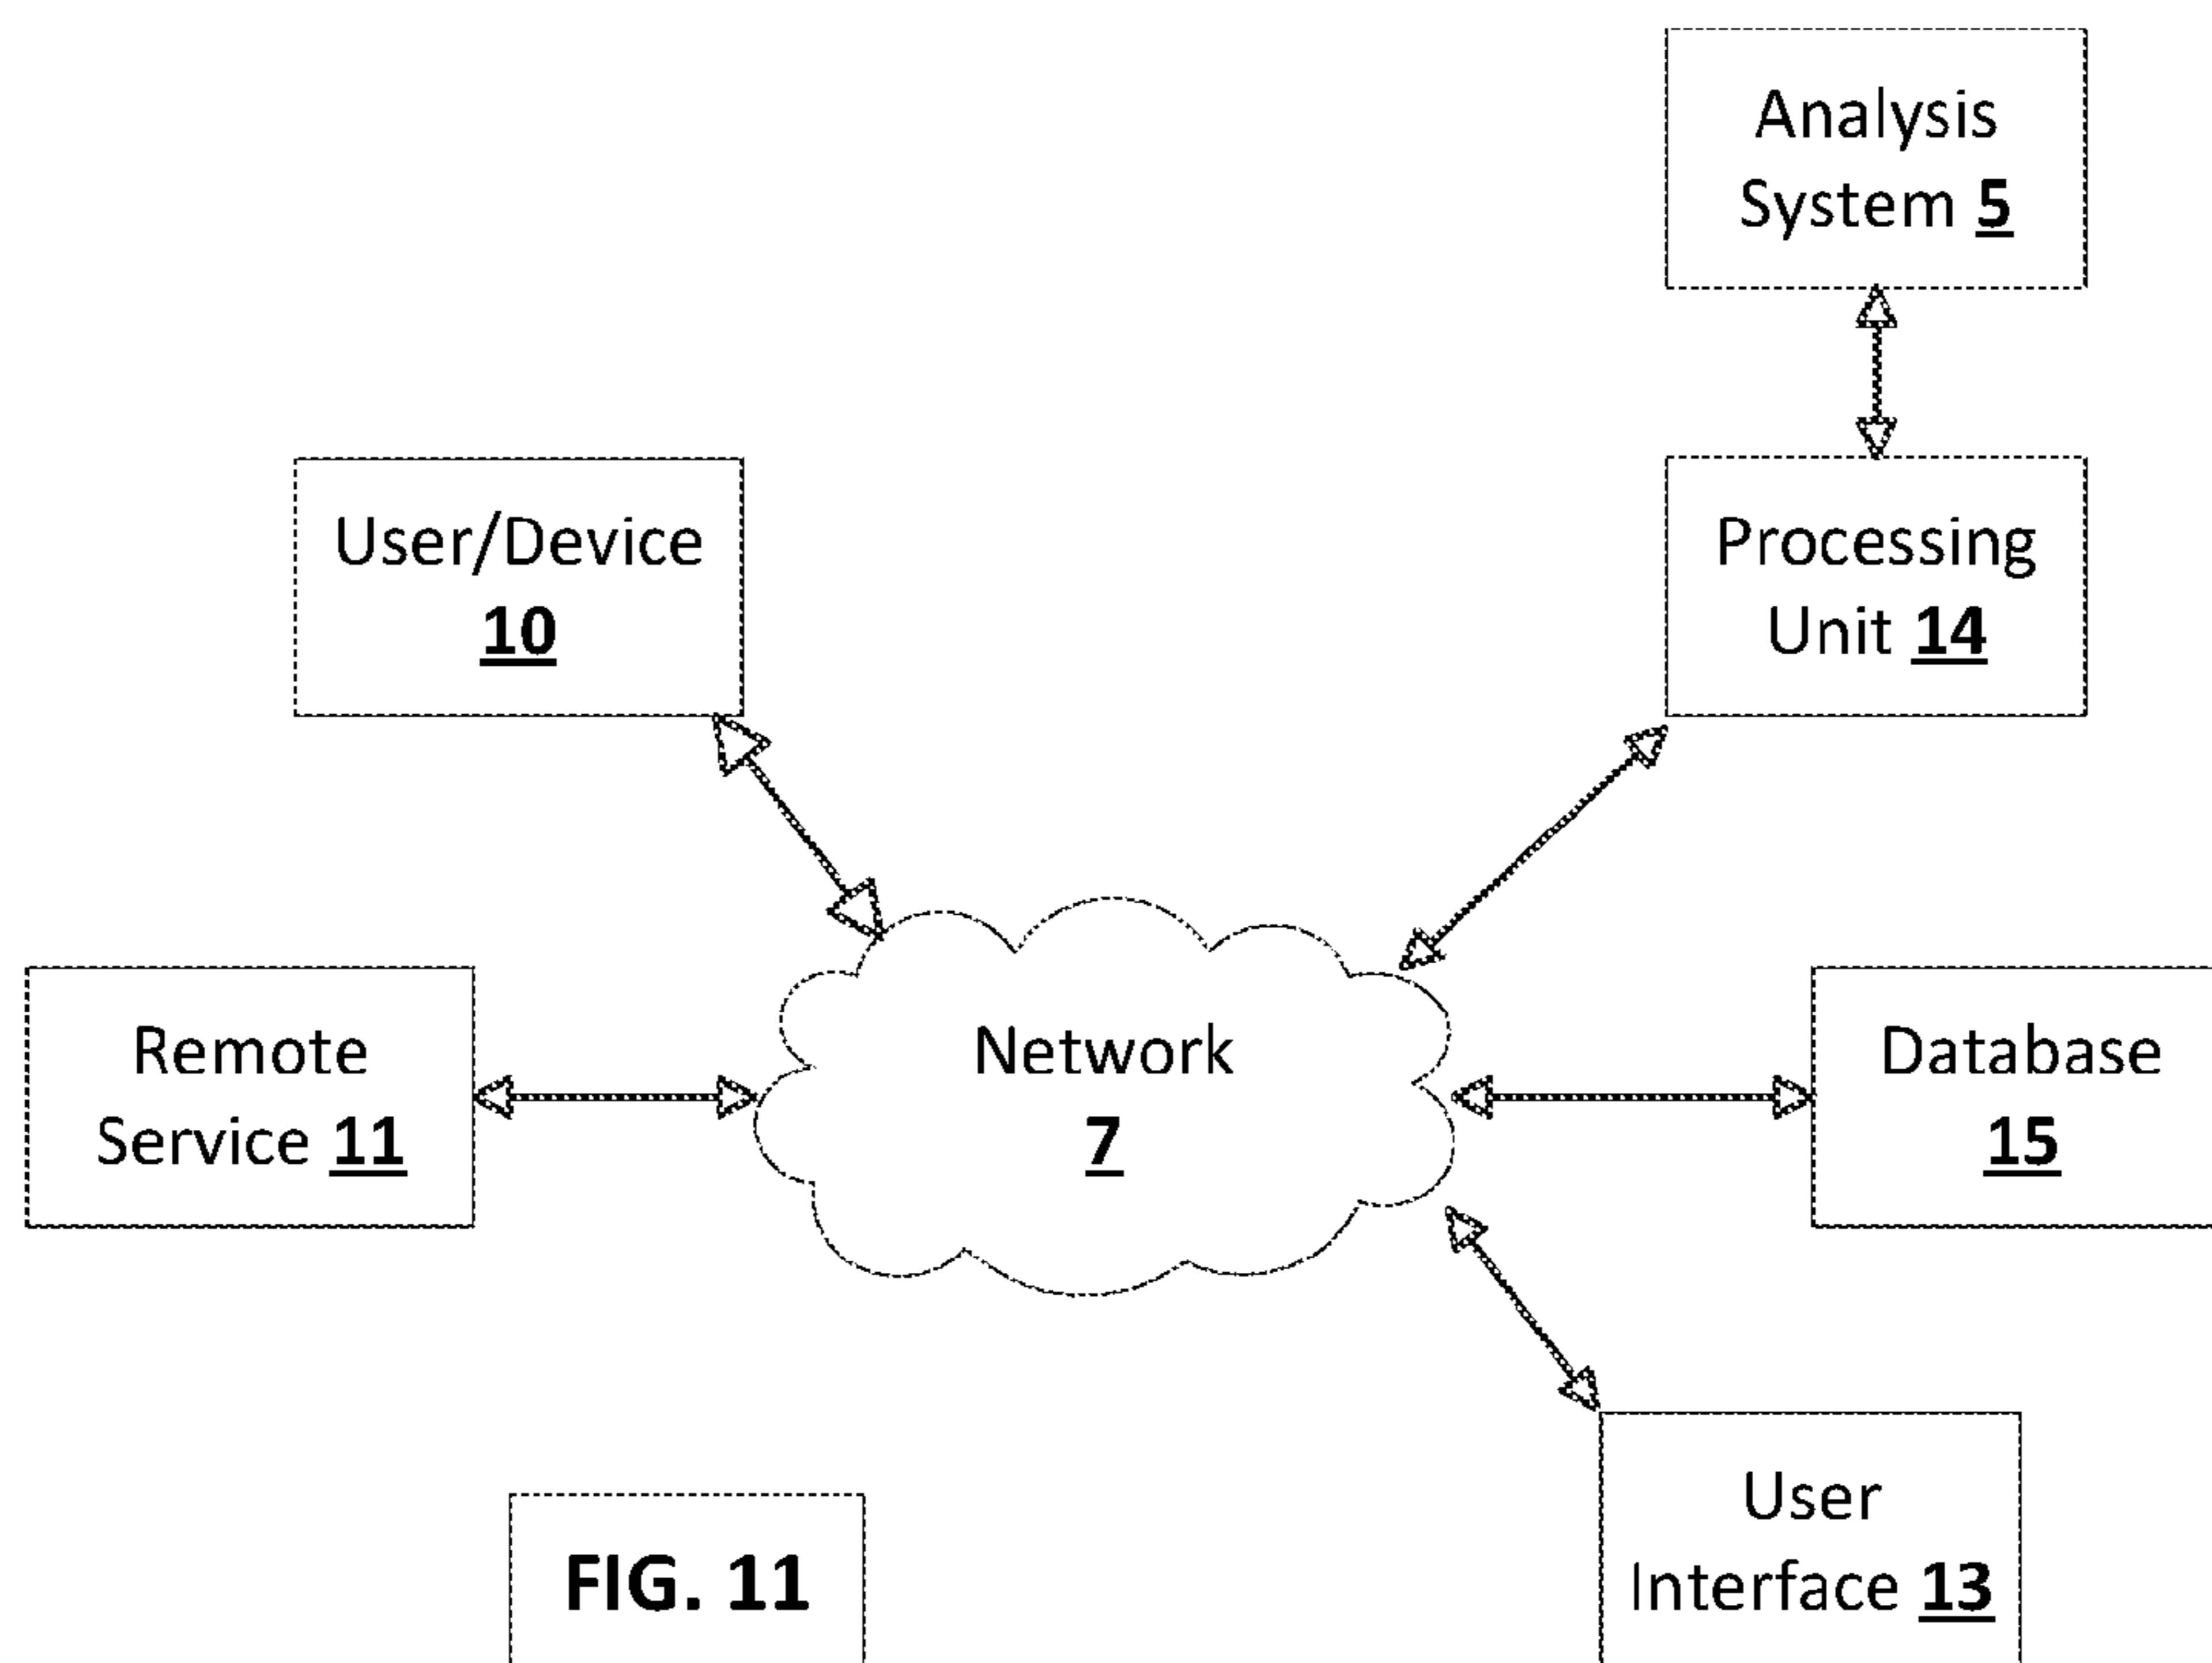 Analysis
System 5
User/Device
10
Processing
Unit 14
Remote
Service 11
Network
7
Database
15
User
Interface 13
FIG. 11